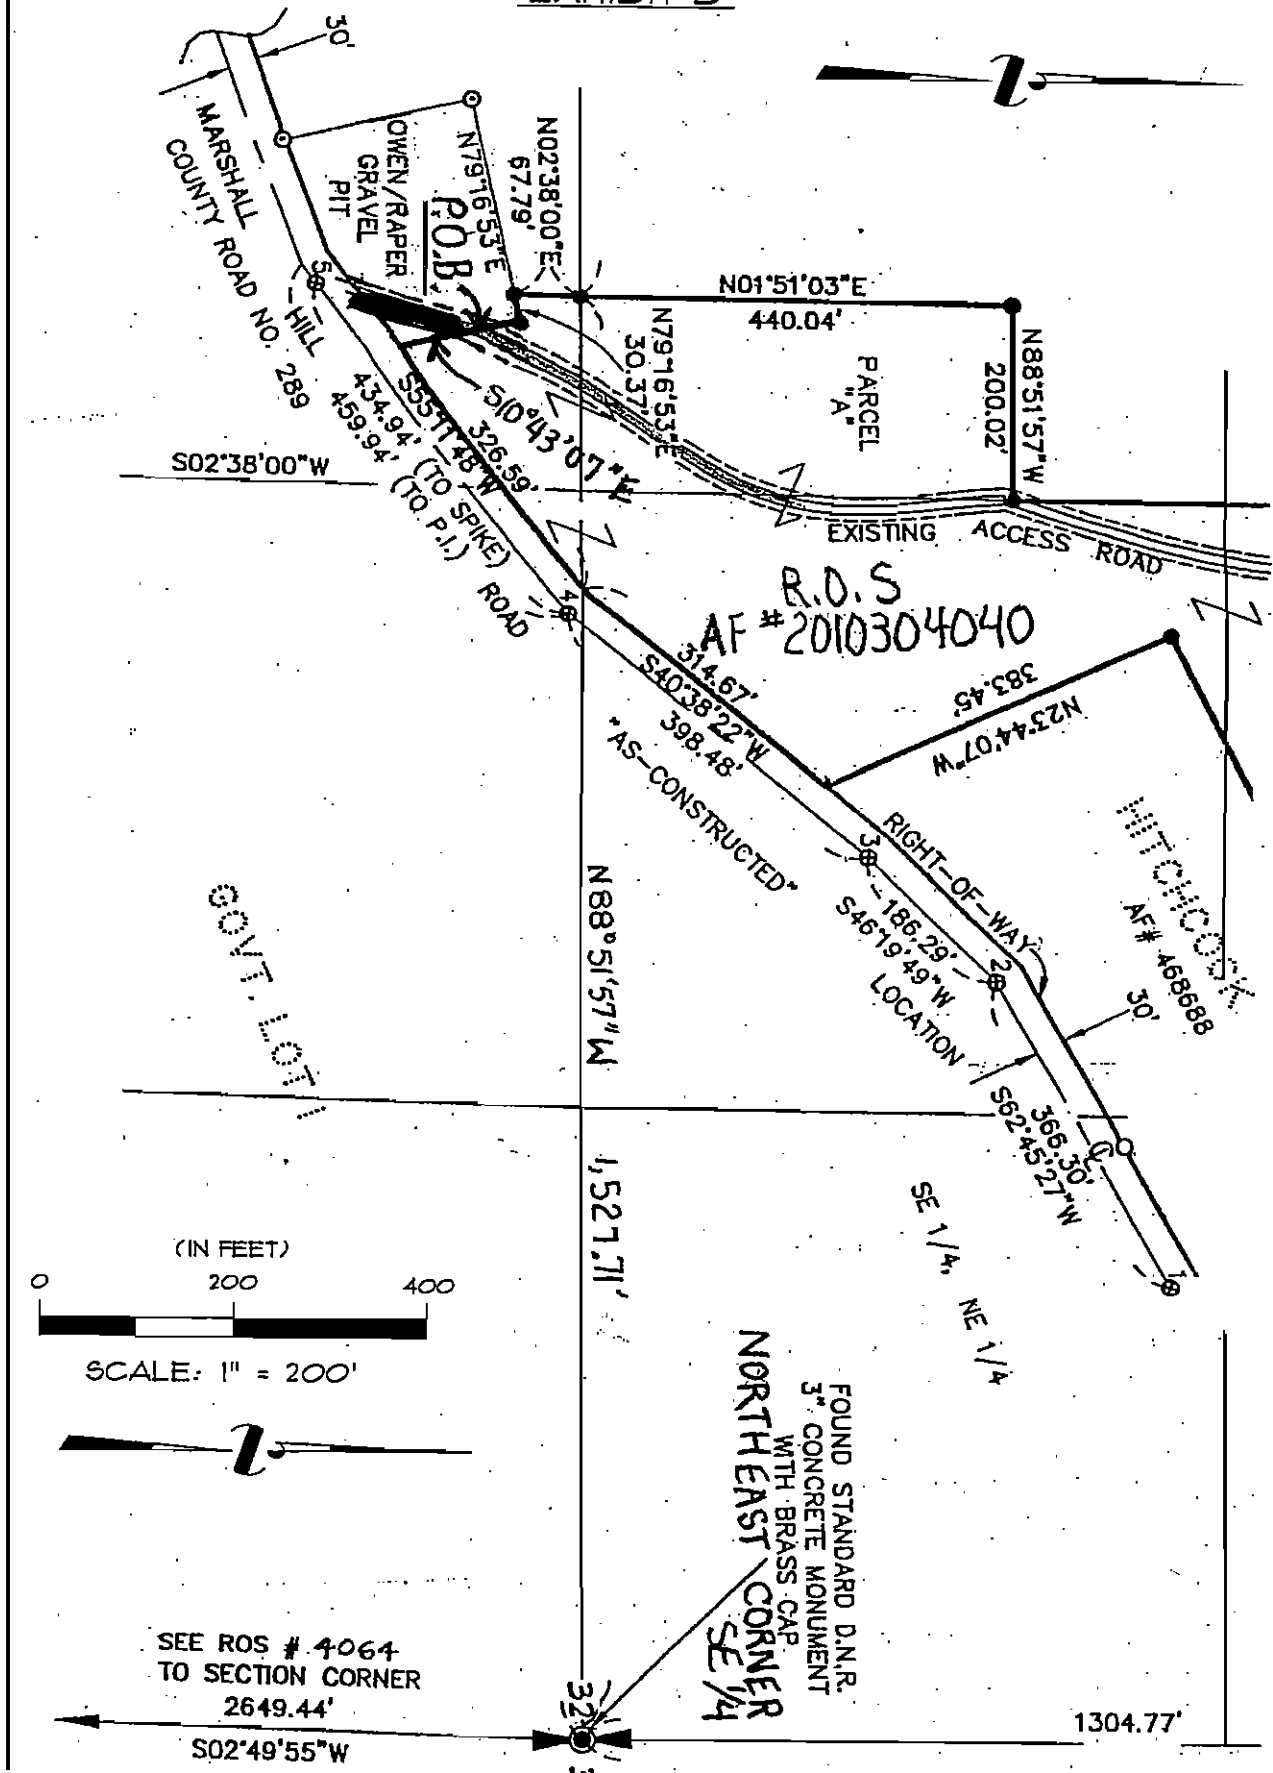 30'
MARSHALL
COUNTY ROAD NO. 289
OWEN/RAPER
GRAVEL
PIT
P.O.B
N79°16'53"E
N02°38'00"E
67.79'
N01°51'03"E
440.04'
N88°51'57"W
200.02'
PARCEL
"A"
N79°16'53"E
30.37'
S10°43'07"E
5
HILL
ROAD
434.94' (TO SPIKE)
459.94' (TO P.I.)
326.59'
S55°11'48"W
S02°38'00"W
EXISTING ACCESS ROAD
R.O.S
AF #2010304040
4
314.67'
S40°38'22"W
398.48'
"AS-CONSTRUCTED"
LOCATION
383.45'
N23°44'07"W
HITCHCOCK
AF# 468688
RIGHT-OF-WAY
3
186.29'
S46°19'49"W
2
30'
366.30'
S62°45'27"W
1
GOVT. LOT 1
N88°51'57"W 1,527.71'
SE 1/4, NE 1/4
(IN FEET)
0 200 400
SCALE: 1" = 200'
FOUND STANDARD D.N.R.
3" CONCRETE MONUMENT
WITH BRASS CAP
NORTHEAST CORNER
SE 1/4
SEE ROS # 4064
TO SECTION CORNER
2649.44'
S02°49'55"W
32
1304.77'